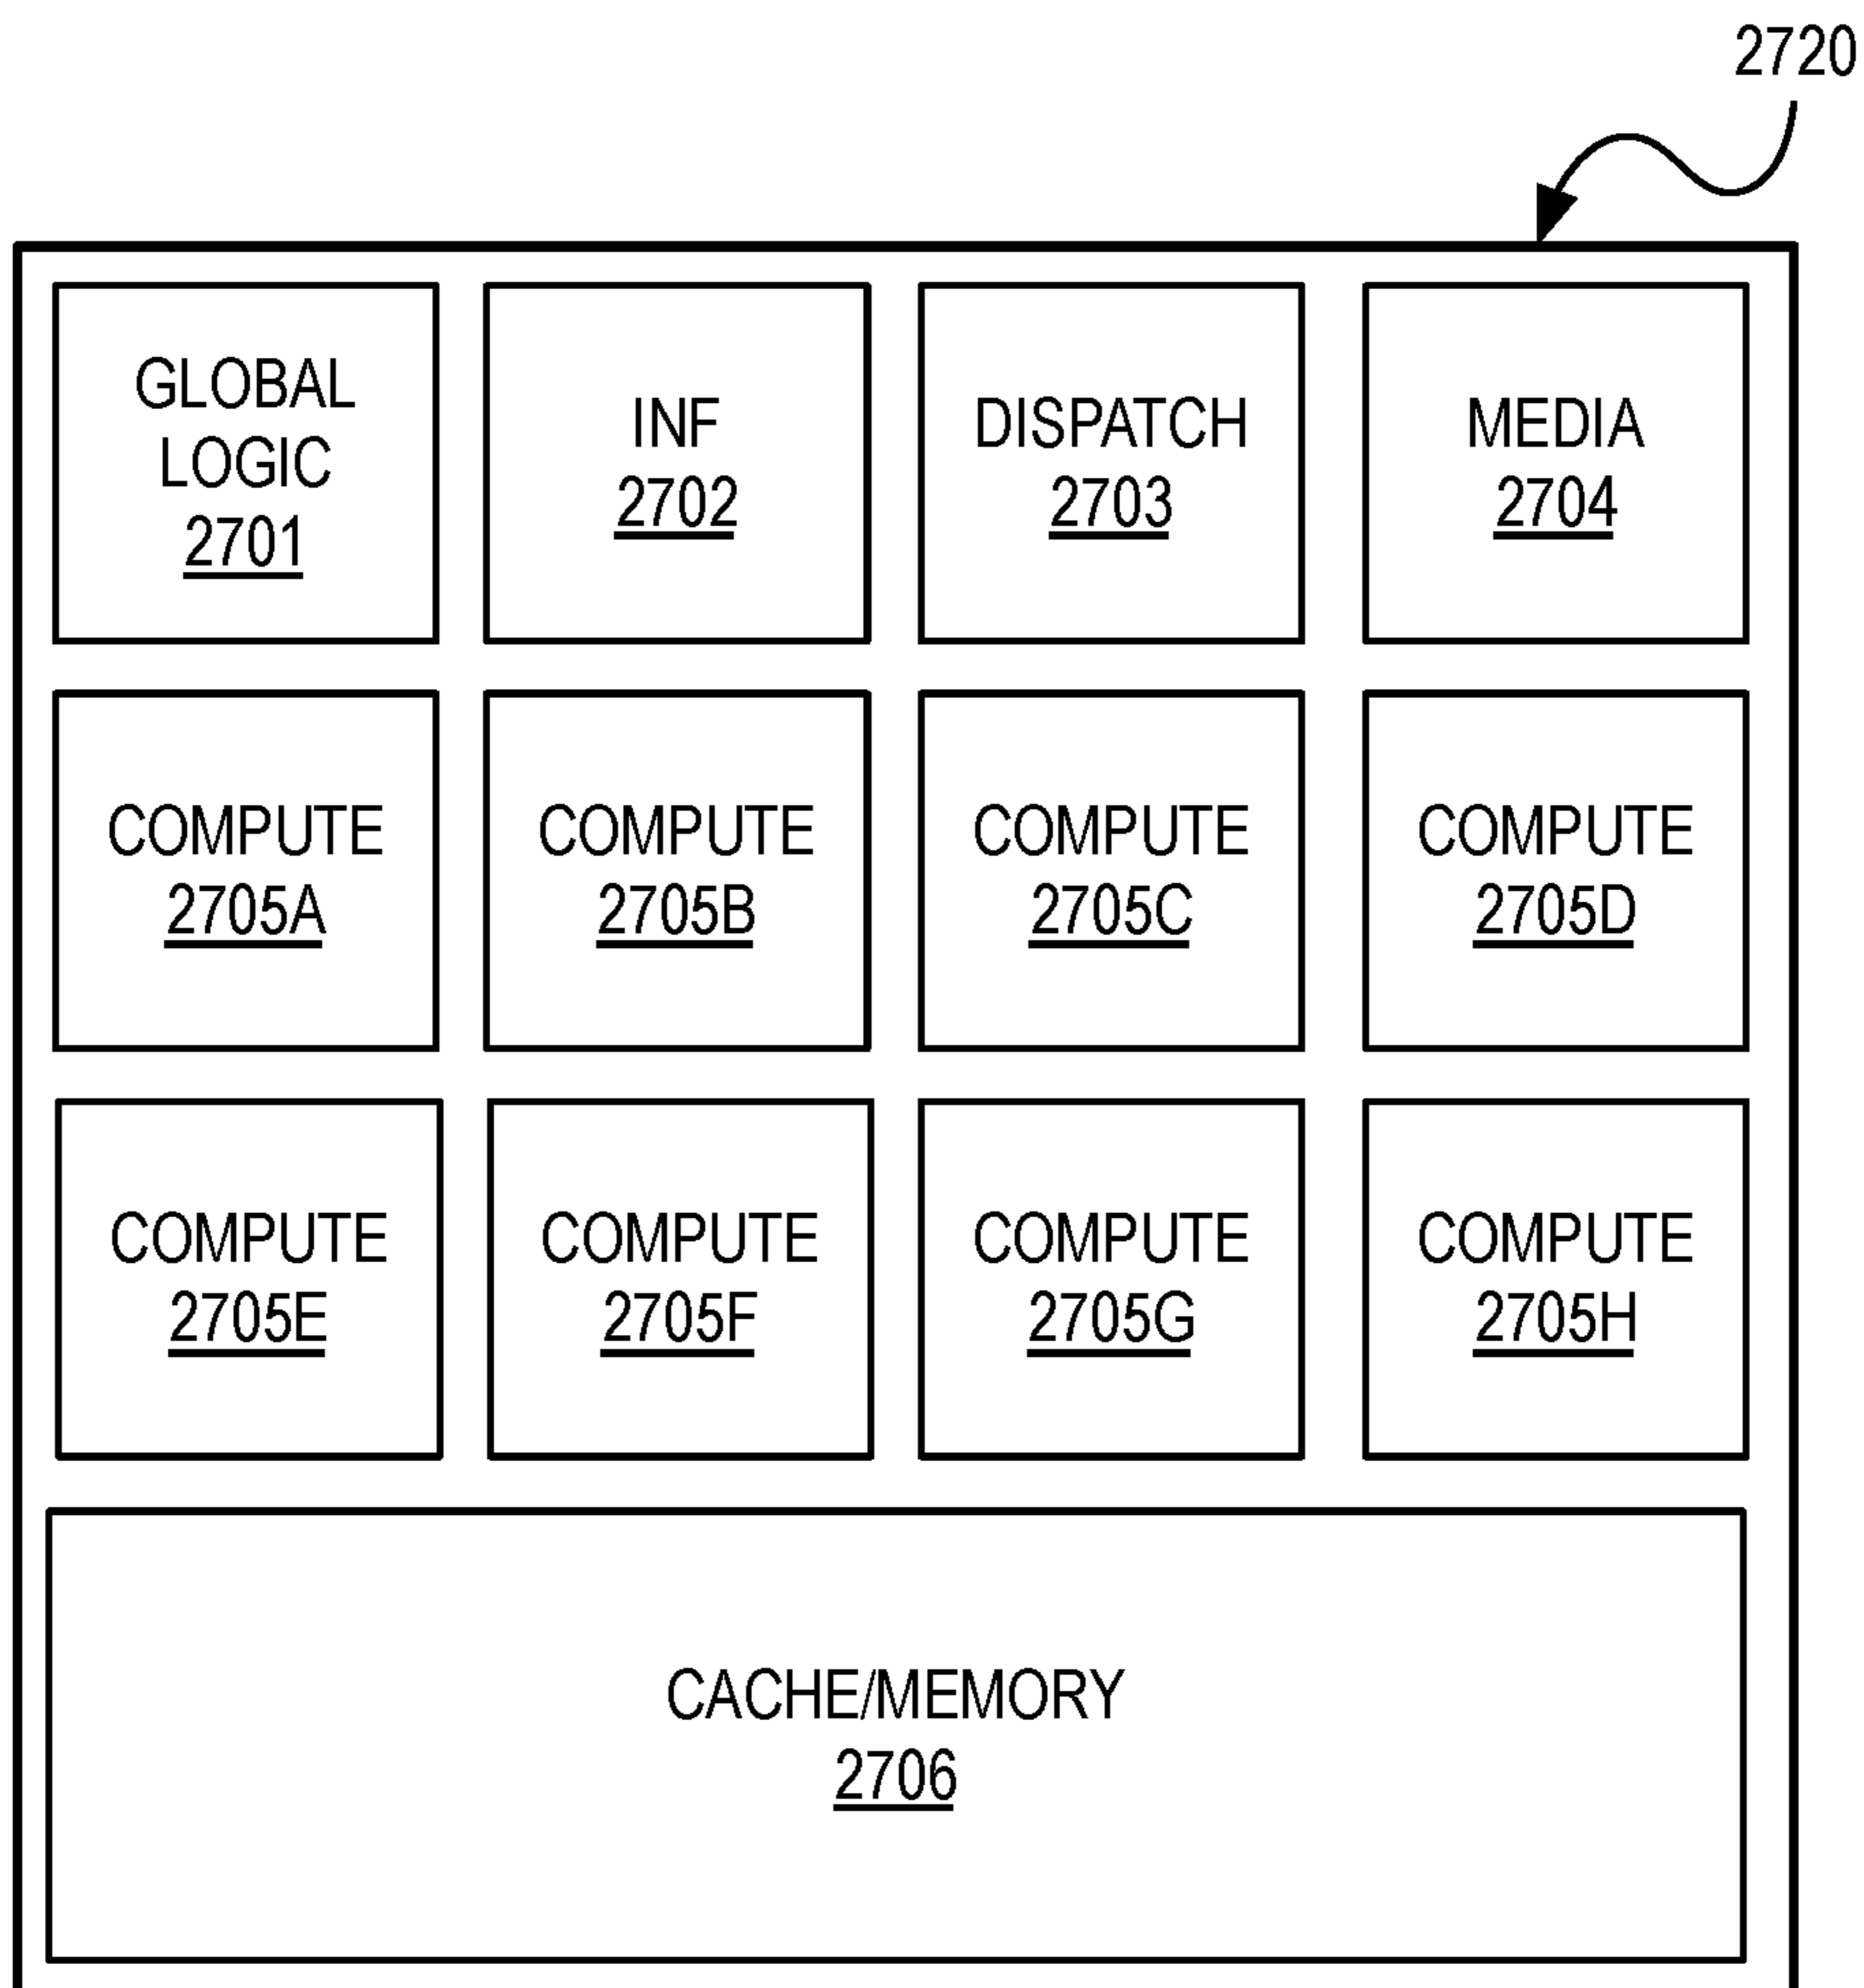 2720
GLOBAL
LOGIC
2701
INF
2702
DISPATCH
2703
MEDIA
2704
COMPUTE
2705A
COMPUTE
2705B
COMPUTE
2705C
COMPUTE
2705D
COMPUTE
2705E
COMPUTE
2705F
COMPUTE
2705G
COMPUTE
2705H
CACHE/MEMORY
2706